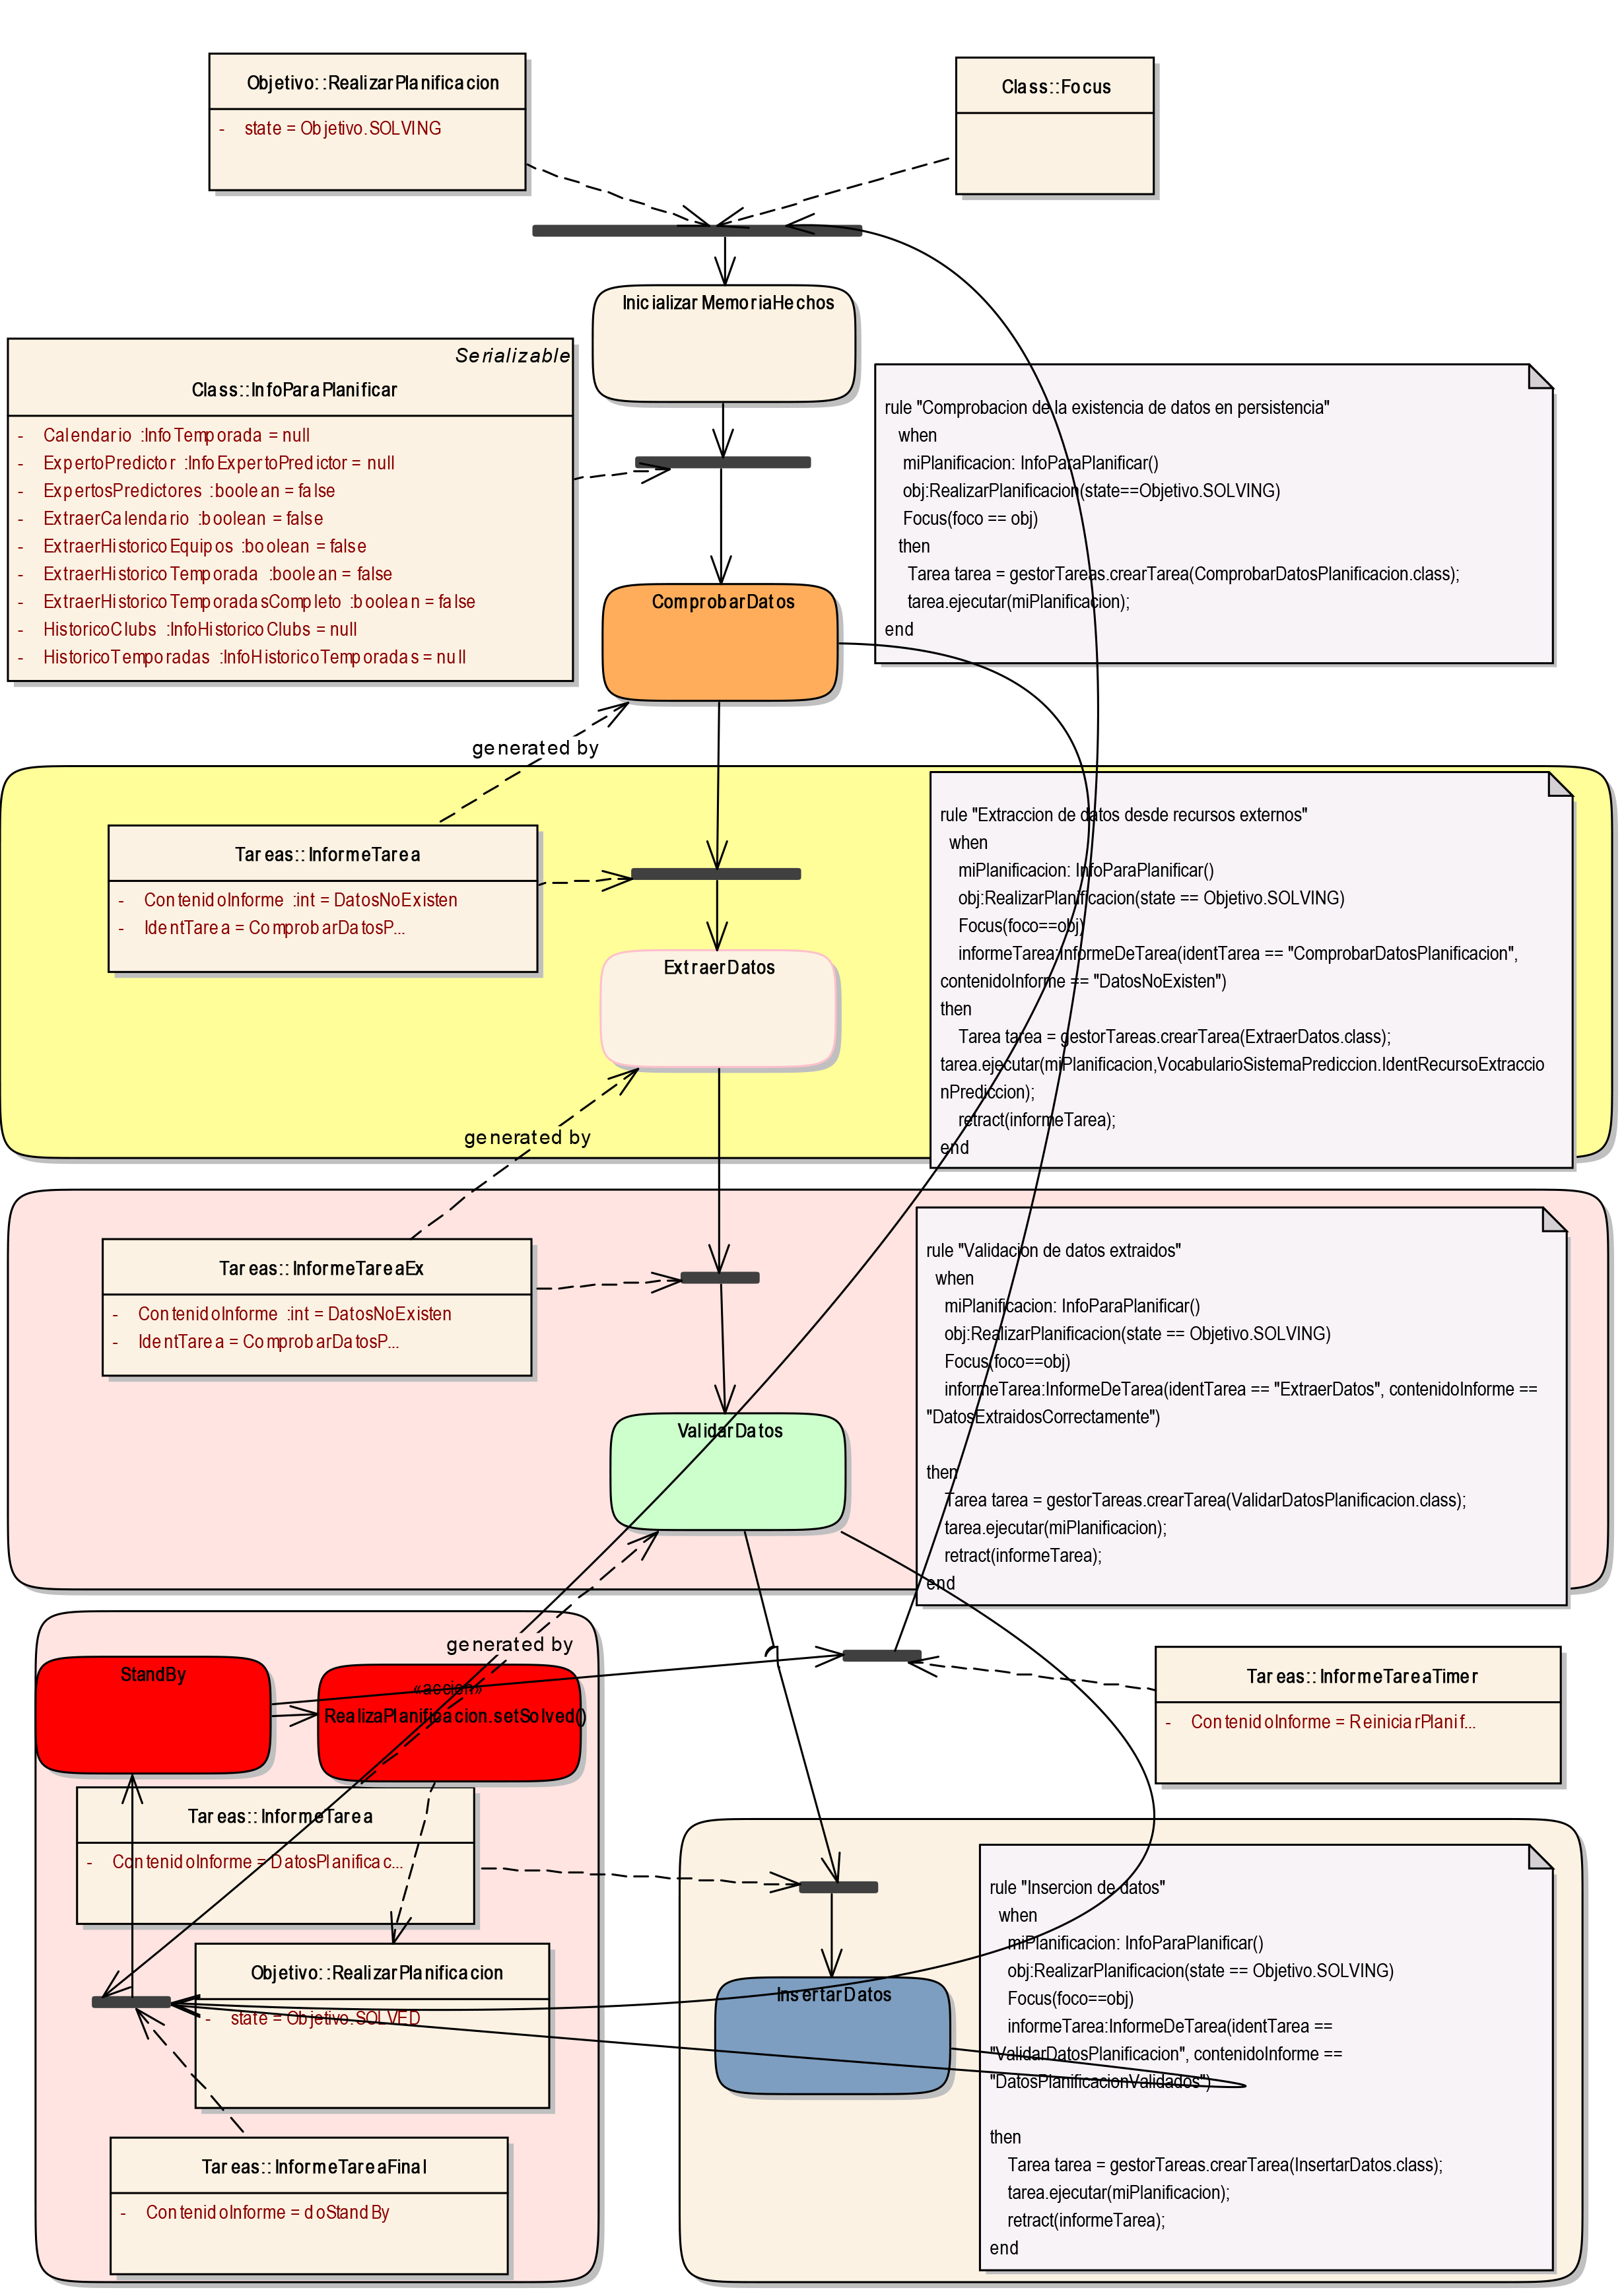 Objetivo::RealizarPlanificacion
- state = Objetivo.SOLVING
Class::Focus
InicializarMemoriaHechos
Serializable
Class::InfoParaPlanificar
- Calendario :InfoTemporada = null
- ExpertoPredictor :InfoExpertoPredictor = null
- ExpertosPredictores :boolean = false
- ExtraerCalendario :boolean = false
- ExtraerHistoricoEquipos :boolean = false
- ExtraerHistoricoTemporada :boolean = false
- ExtraerHistoricoTemporadasCompleto :boolean = false
- HistoricoClubs :InfoHistoricoClubs = null
- HistoricoTemporadas :InfoHistoricoTemporadas = null
rule "Comprobacion de la existencia de datos en persistencia"
when
miPlanificacion: InfoParaPlanificar()
obj:RealizarPlanificacion(state==Objetivo.SOLVING)
Focus(foco == obj)
then
Tarea tarea = gestorTareas.crearTarea(ComprobarDatosPlanificacion.class);
tarea.ejecutar(miPlanificacion);
end
ComprobarDatos
generated by
Tareas::InformeTarea
- ContenidoInforme :int = DatosNoExisten
- IdentTarea = ComprobarDatosP...
ExtraerDatos
rule "Extraccion de datos desde recursos externos"
when
miPlanificacion: InfoParaPlanificar()
obj:RealizarPlanificacion(state == Objetivo.SOLVING)
Focus(foco==obj)
informeTarea:InformeDeTarea(identTarea == "ComprobarDatosPlanificacion",
contenidoInforme == "DatosNoExisten")
then
Tarea tarea = gestorTareas.crearTarea(ExtraerDatos.class);
tarea.ejecutar(miPlanificacion,VocabularioSistemaPrediccion.IdentRecursoExtraccio
nPrediccion);
retract(informeTarea);
end
generated by
Tareas::InformeTareaEx
- ContenidoInforme :int = DatosNoExisten
- IdentTarea = ComprobarDatosP...
ValidarDatos
rule "Validacion de datos extraidos"
when
miPlanificacion: InfoParaPlanificar()
obj:RealizarPlanificacion(state == Objetivo.SOLVING)
Focus(foco==obj)
informeTarea:InformeDeTarea(identTarea == "ExtraerDatos", contenidoInforme ==
"DatosExtraidosCorrectamente")
then
Tarea tarea = gestorTareas.crearTarea(ValidarDatosPlanificacion.class);
tarea.ejecutar(miPlanificacion);
retract(informeTarea);
end
generated by
StandBy
«accion»
RealizaPlanificacion.setSolved()
Tareas::InformeTareaTimer
- ContenidoInforme = ReiniciarPlanif...
Tareas::InformeTarea
- ContenidoInforme = DatosPlanificac...
Objetivo::RealizarPlanificacion
- state = Objetivo.SOLVED
Tareas::InformeTareaFinal
- ContenidoInforme = doStandBy
InsertarDatos
rule "Insercion de datos"
when
miPlanificacion: InfoParaPlanificar()
obj:RealizarPlanificacion(state == Objetivo.SOLVING)
Focus(foco==obj)
informeTarea:InformeDeTarea(identTarea ==
"ValidarDatosPlanificacion", contenidoInforme ==
"DatosPlanificacionValidados")
then
Tarea tarea = gestorTareas.crearTarea(InsertarDatos.class);
tarea.ejecutar(miPlanificacion);
retract(informeTarea);
end